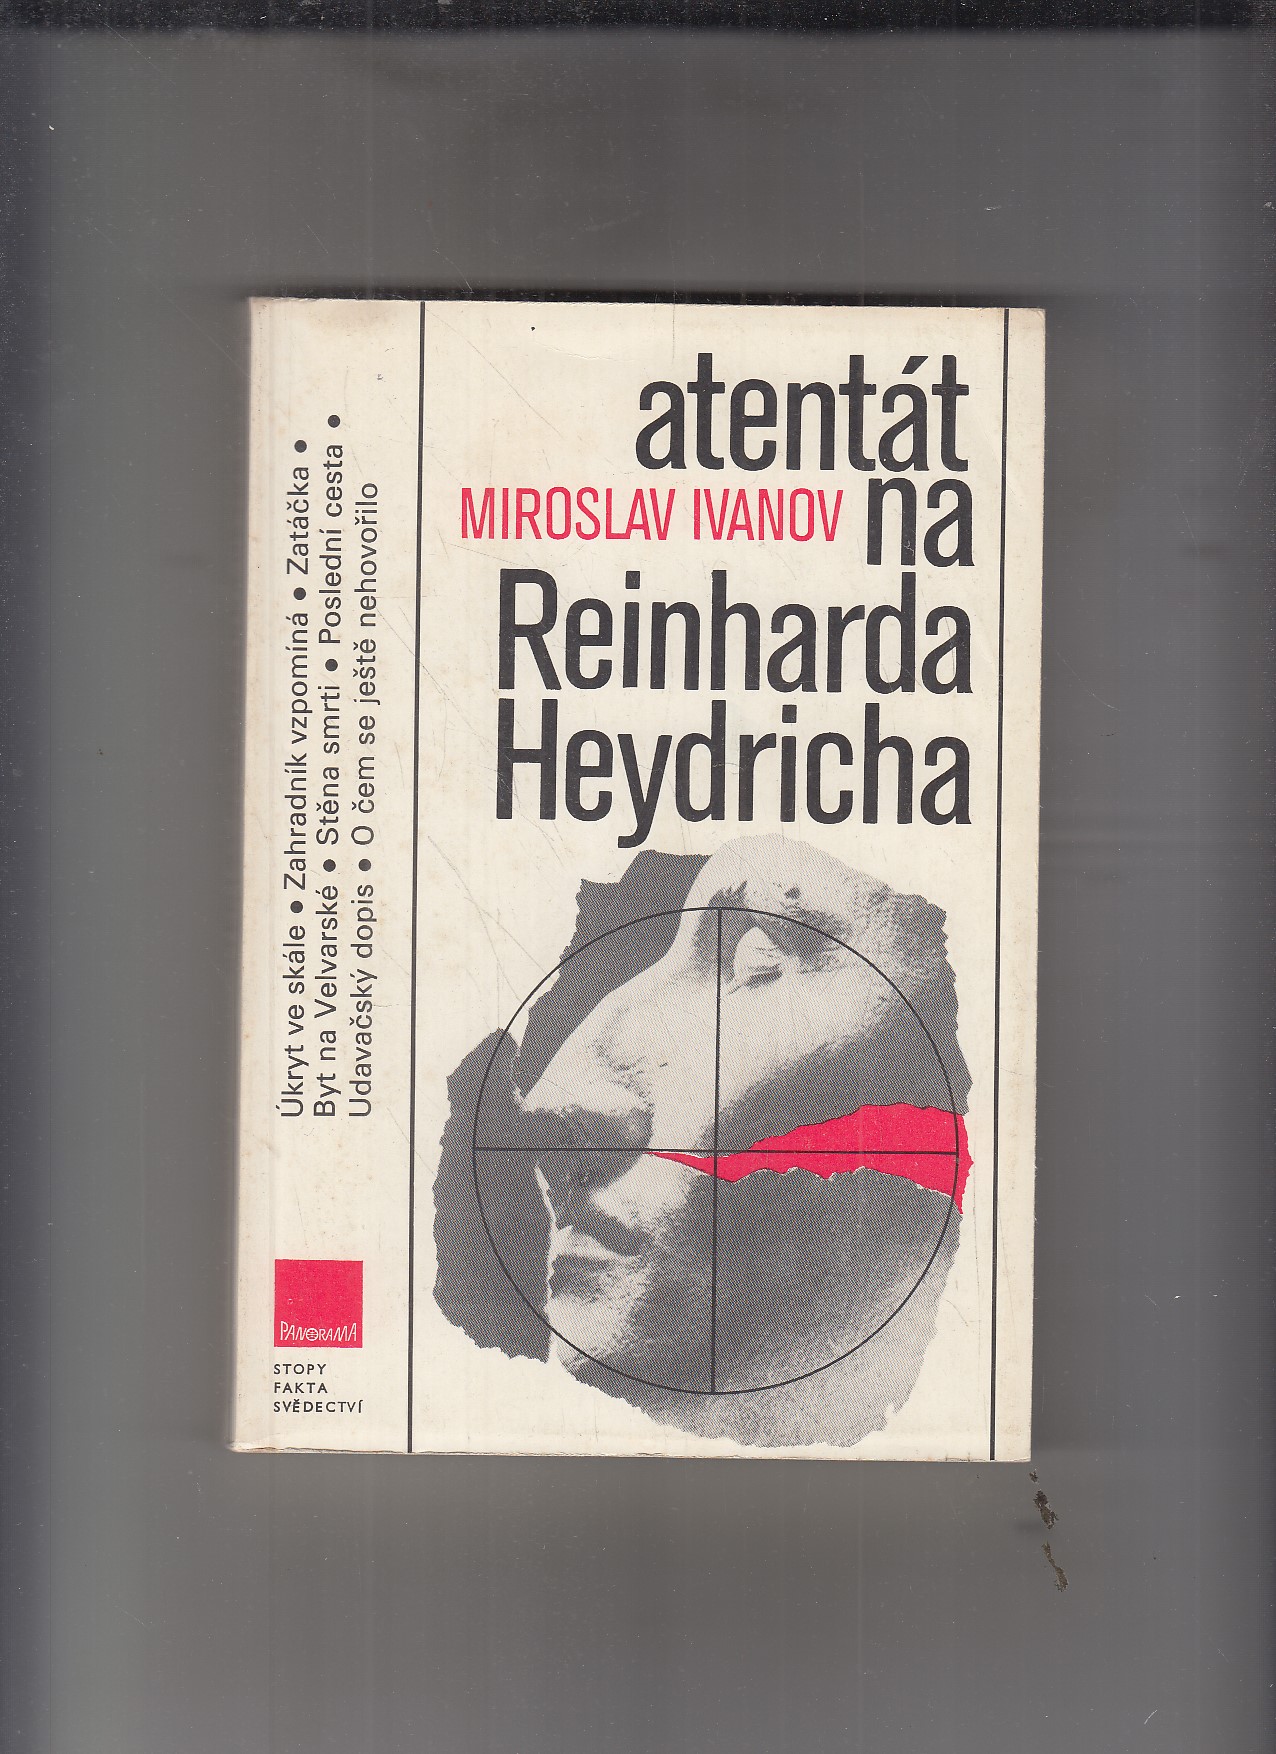 atentát
MIROSLAV IVANOV na
Reinharda
Heydricha
Úkryt ve skále • Zahradník vzpomíná • Zatáčka •
Byt na Velvarské • Stěna smrti • Poslední cesta •
Udavačský dopis • O čem se ještě nehovořilo
PANORAMA
STOPY
FAKTA
SVĚDECTVÍ